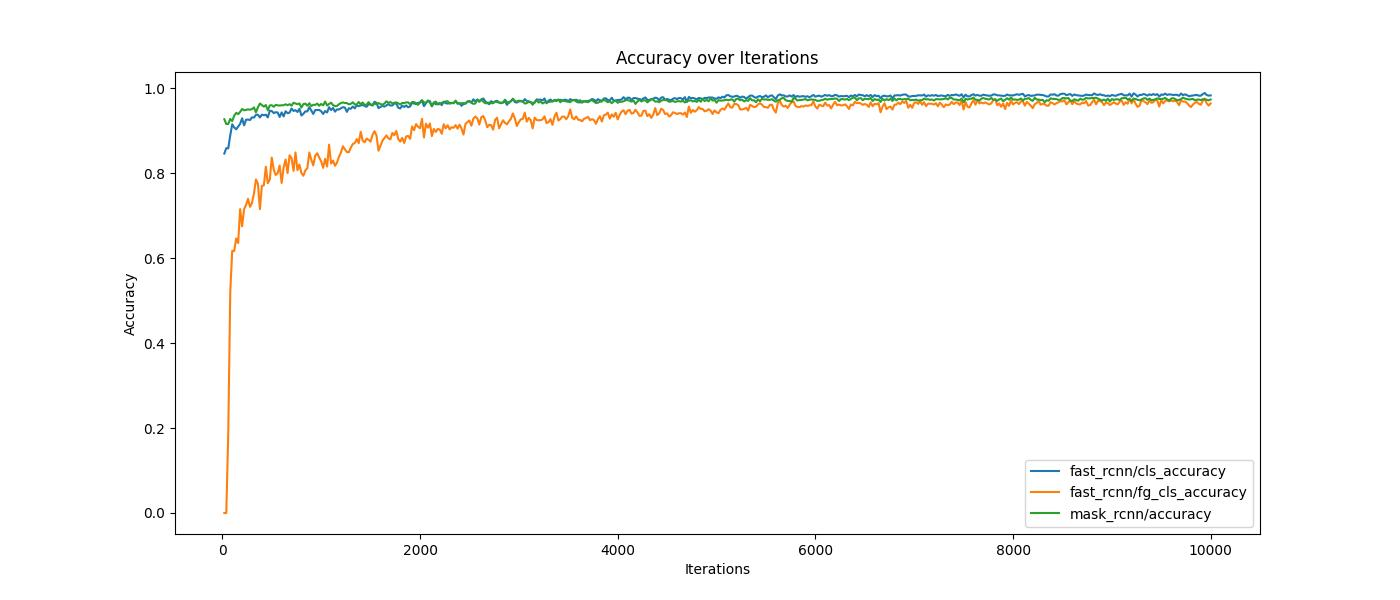 Accuracy over Iterations
1.0
0.8
0.6
0.4
0.2
0.0
Accuracy
0
2000
4000
6000
8000
10000
Iterations
fast_rcnn/cls_accuracy
fast_rcnn/fg_cls_accuracy
mask_rcnn/accuracy